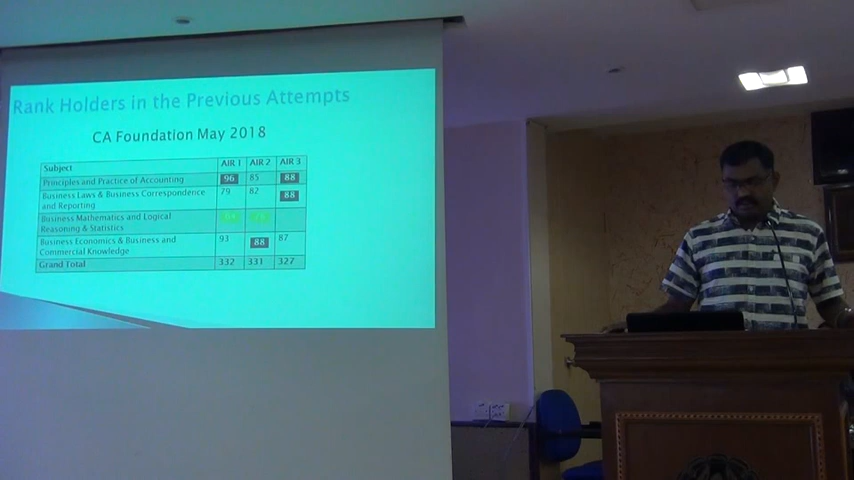 Rank Holders in the Previous Attempts
CA Foundation May 2018
Subject AIR 1 AIR 2 AIR 3
Principles and Practice of Accounting 96 85 88
Business Laws & Business Correspondence and Reporting 79 82 88
Business Mathematics and Logical Reasoning & Statistics
Business Economics & Business and Commercial Knowledge 93 88 87
Grand Total 332 331 327